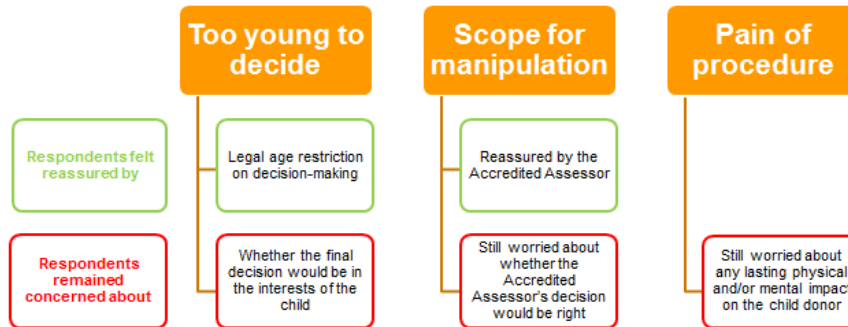 Too young to
decide
Scope for
manipulation
Pain of
procedure
Respondents felt
reassured by
Legal age restriction
on decision-making
Reassured by the
Accredited Assessor
Respondents
remained
concerned about
Whether the final
decision would be in
the interests of the
child
Still worried about
whether the
Accredited
Assessor's decision
would be right
Still worried about
any lasting physical
and/or mental impact
on the child donor